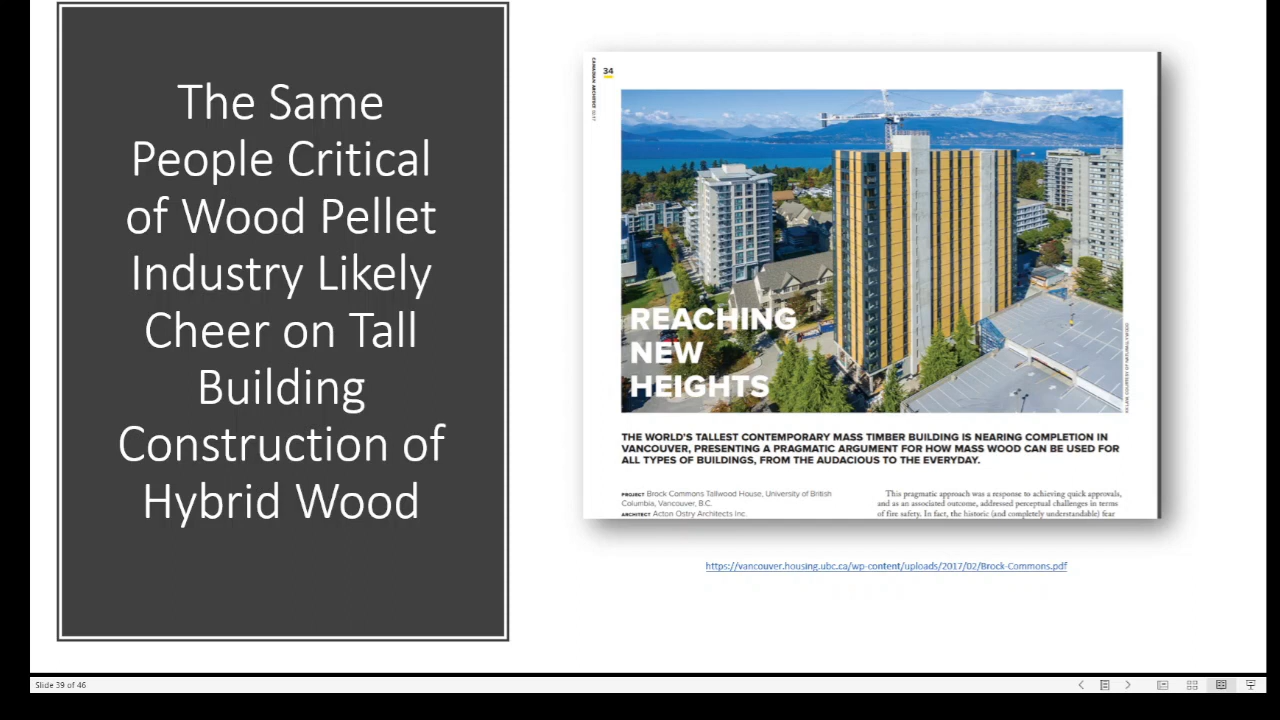 The Same
People Critical
of Wood Pellet
Industry Likely
Cheer on Tall
Building
Construction of
Hybrid Wood
34
CANADIAN ARCHITECT 02/17
REACHING
NEW
HEIGHTS
THE WORLD'S TALLEST CONTEMPORARY MASS TIMBER BUILDING IS NEARING COMPLETION IN
VANCOUVER, PRESENTING A PRAGMATIC ARGUMENT FOR HOW MASS WOOD CAN BE USED FOR
ALL TYPES OF BUILDINGS, FROM THE AUDACIOUS TO THE EVERYDAY.
PROJECT Brock Commons Tallwood House, University of British
Columbia, Vancouver, B.C.
ARCHITECT Acton Ostry Architects Inc.
This pragmatic approach was a response to achieving quick approvals,
and as an associated outcome, addressed perceptual challenges in terms
of fire safety. In fact, the historic (and completely understandable) fear
https://vancouver.housing.ubc.ca/wp-content/uploads/2017/02/Brock-Commons.pdf
Slide 39 of 46